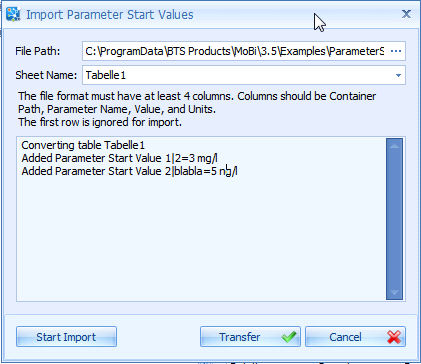 Import Parameter Start Values
File Path: C:\ProgramData\BTS Products\MoBi\3.5\Examples\ParameterS ...
Sheet Name: Tabelle1
The file format must have at least 4 columns. Columns should be Container
Path, Parameter Name, Value, and Units.
The first row is ignored for import.
Converting table Tabelle1
Added Parameter Start Value 1|2=3 mg/l
Added Parameter Start Value 2|blabla=5 ng/l
Start Import Transfer Cancel